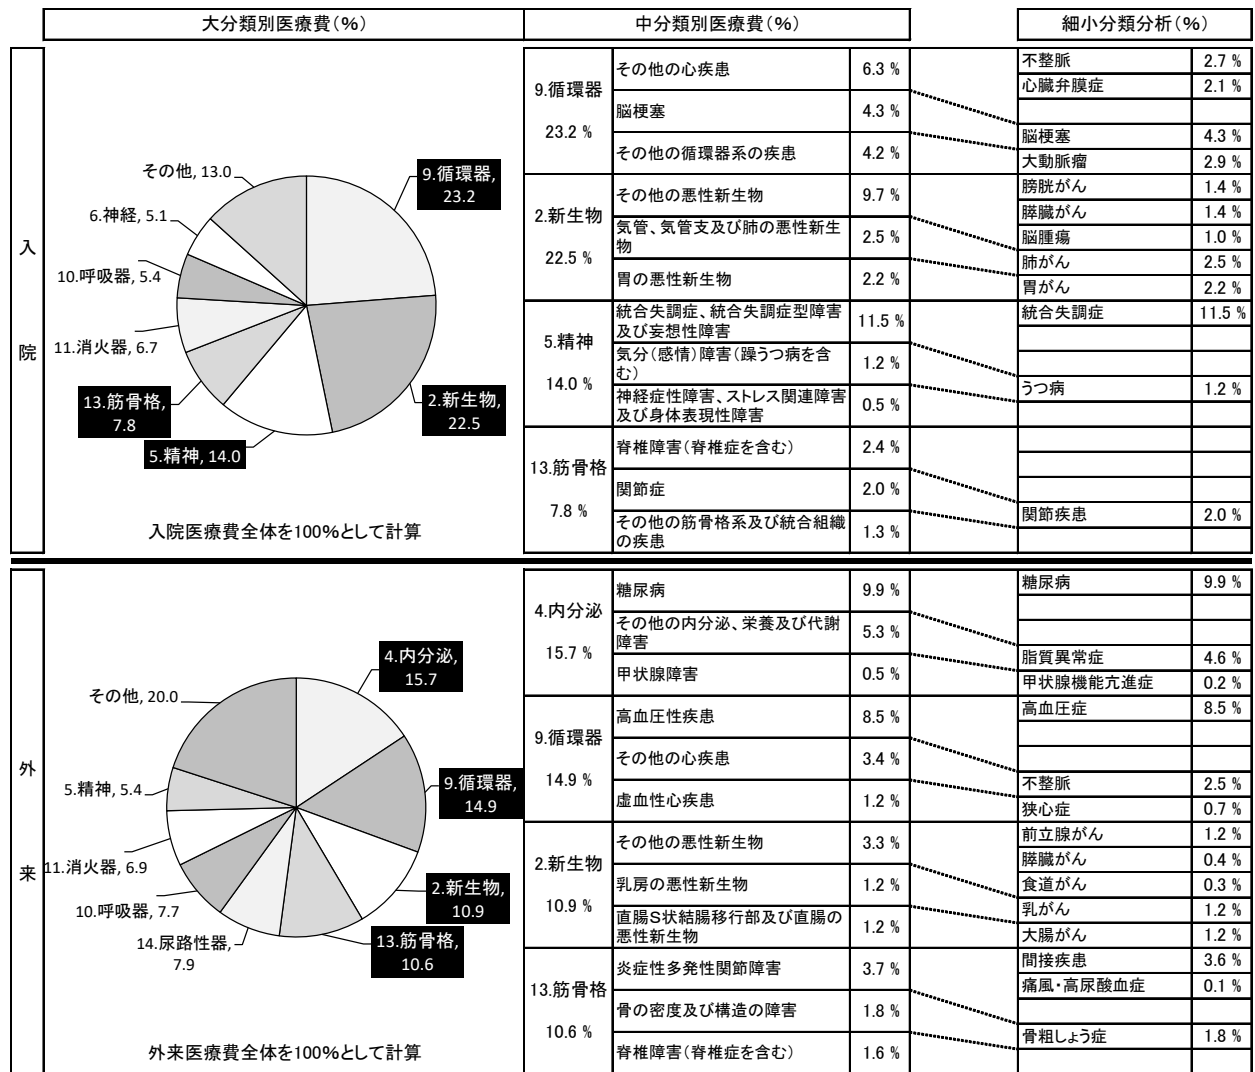 大分類別医療費(%)
中分類別医療費(%)
細小分類分析(%)
入
院
その他, 13.0
6.神経, 5.1
10.呼吸器, 5.4
11.消火器, 6.7
13.筋骨格,
7.8
5.精神, 14.0
9.循環器,
23.2
2.新生物,
22.5
入院医療費全体を100%として計算
9.循環器
23.2 %
その他の心疾患 6.3 %
脳梗塞 4.3 %
その他の循環器系の疾患 4.2 %
不整脈 2.7 %
心臓弁膜症 2.1 %
脳梗塞 4.3 %
大動脈瘤 2.9 %
2.新生物
22.5 %
その他の悪性新生物 9.7 %
気管、気管支及び肺の悪性新生
物 2.5 %
胃の悪性新生物 2.2 %
膀胱がん 1.4 %
膵臓がん 1.4 %
脳腫瘍 1.0 %
肺がん 2.5 %
胃がん 2.2 %
5.精神
14.0 %
統合失調症、統合失調症型障害
及び妄想性障害 11.5 %
気分(感情)障害(躁うつ病を含
む) 1.2 %
神経症性障害、ストレス関連障害
及び身体表現性障害 0.5 %
統合失調症 11.5 %
うつ病 1.2 %
13.筋骨格
7.8 %
脊椎障害(脊椎症を含む) 2.4 %
関節症 2.0 %
その他の筋骨格系及び統合組織
の疾患 1.3 %
関節疾患 2.0 %
外
来
その他, 20.0
5.精神, 5.4
11.消火器, 6.9
10.呼吸器, 7.7
14.尿路性器,
7.9
13.筋骨格,
10.6
2.新生物,
10.9
9.循環器,
14.9
4.内分泌,
15.7
外来医療費全体を100%として計算
4.内分泌
15.7 %
糖尿病 9.9 %
その他の内分泌、栄養及び代謝
障害 5.3 %
甲状腺障害 0.5 %
糖尿病 9.9 %
脂質異常症 4.6 %
甲状腺機能亢進症 0.2 %
9.循環器
14.9 %
高血圧性疾患 8.5 %
その他の心疾患 3.4 %
虚血性心疾患 1.2 %
高血圧症 8.5 %
不整脈 2.5 %
狭心症 0.7 %
2.新生物
10.9 %
その他の悪性新生物 3.3 %
乳房の悪性新生物 1.2 %
直腸S状結腸移行部及び直腸の
悪性新生物 1.2 %
前立腺がん 1.2 %
膵臓がん 0.4 %
食道がん 0.3 %
乳がん 1.2 %
大腸がん 1.2 %
13.筋骨格
10.6 %
炎症性多発性関節障害 3.7 %
骨の密度及び構造の障害 1.8 %
脊椎障害(脊椎症を含む) 1.6 %
間接疾患 3.6 %
痛風・高尿酸血症 0.1 %
骨粗しょう症 1.8 %